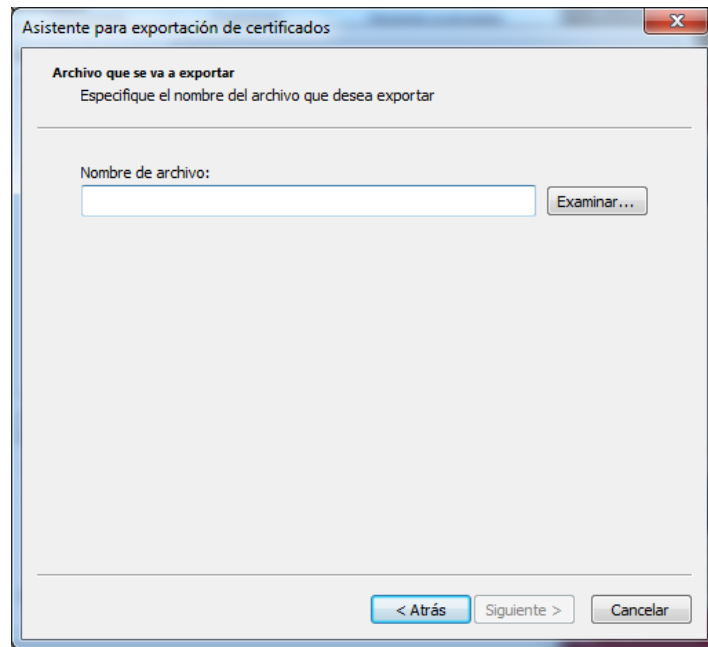 Asistente para exportación de certificados
Archivo que se va a exportar
Especifique el nombre del archivo que desea exportar
Nombre de archivo:
Examinar...
< Atrás
Siguiente >
Cancelar